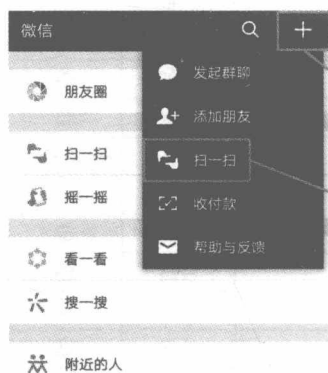 微信
发起群聊
朋友圈
添加朋友
扫一扫
扫一扫
摇一摇
收付款
看一看
帮助与反馈
搜一搜
附近的人